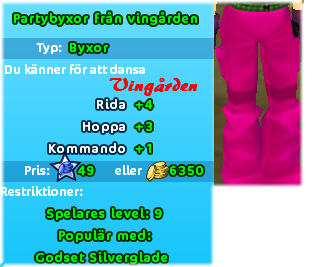 Partybyxor från vingården
Typ: Byxor
Du känner för att dansa
Vingården
Rida +4
Hoppa +3
Kommando +1
Pris: 49 eller 6350
Restriktioner:
Spelares level: 9
Populär med:
Godset Silverglade